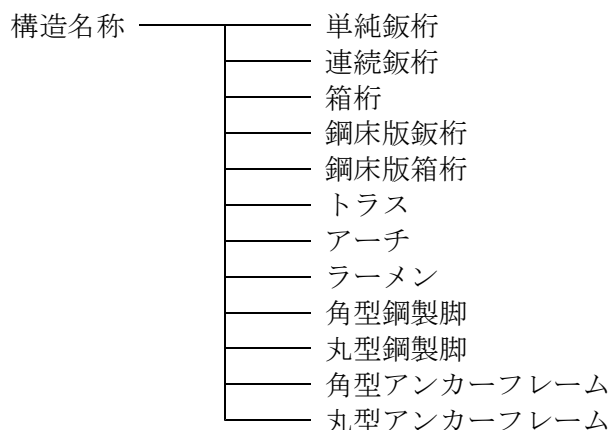 構造名称 単純鈑桁
連続鈑桁
箱桁
鋼床版鈑桁
鋼床版箱桁
トラス
アーチ
ラーメン
角型鋼製脚
丸型鋼製脚
角型アンカーフレーム
丸型アンカーフレーム